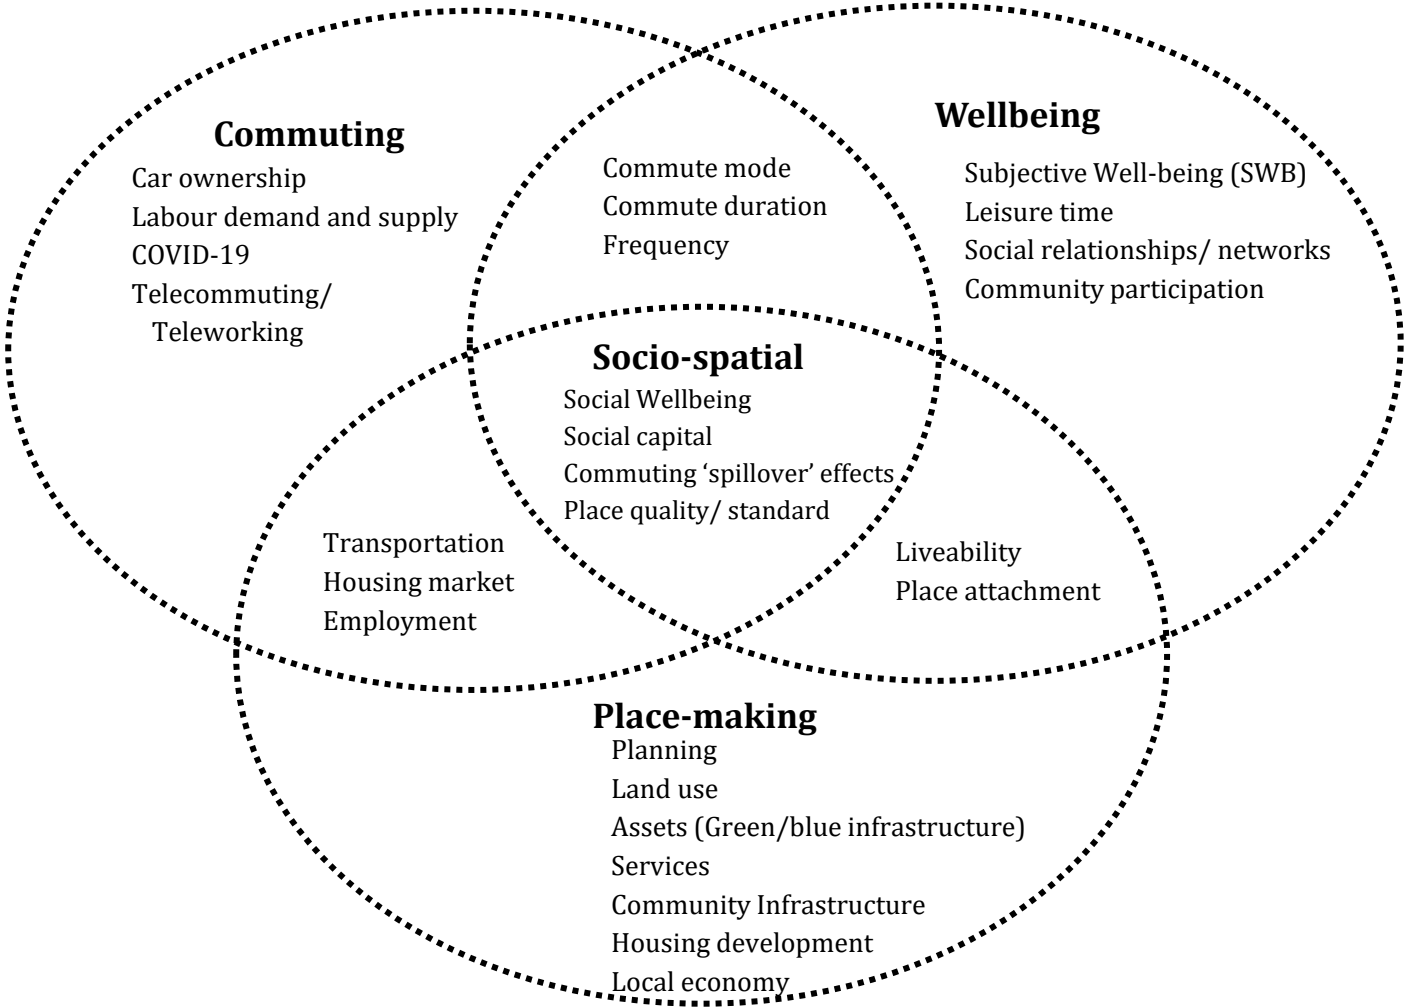 Commuting
Car ownership
Labour demand and supply
COVID-19
Telecommuting/
Teleworking
Commute mode
Commute duration
Frequency
Wellbeing
Subjective Well-being (SWB)
Leisure time
Social relationships/ networks
Community participation
Socio-spatial
Social Wellbeing
Social capital
Commuting ‘spillover’ effects
Place quality/ standard
Transportation
Housing market
Employment
Liveability
Place attachment
Place-making
Planning
Land use
Assets (Green/blue infrastructure)
Services
Community Infrastructure
Housing development
Local economy